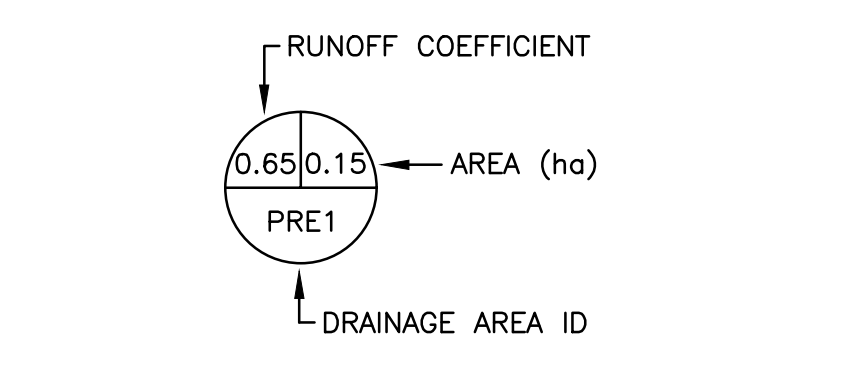 RUNOFF COEFFICIENT
0.65 0.15
AREA (ha)
PRE1
DRAINAGE AREA ID